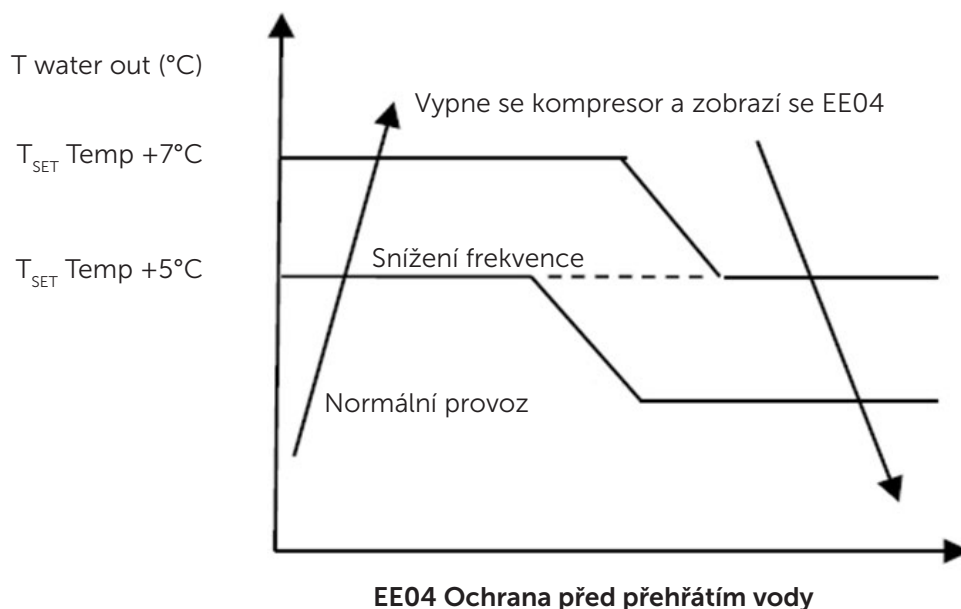 T water out (°C)
Vypne se kompresor a zobrazí se EE04
T_SET Temp +7°C
T_SET Temp +5°C
Snížení frekvence
Normální provoz
EE04 Ochrana před přehřátím vody